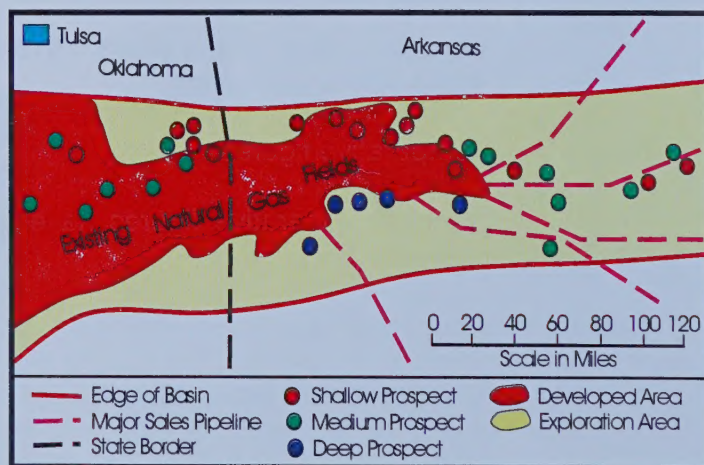 Tulsa
Oklahoma
Arkansas
Existing Natural Gas Fields
0 20 40 60 80 100 120
Scale in Miles
Edge of Basin
Major Sales Pipeline
State Border
Shallow Prospect
Medium Prospect
Deep Prospect
Developed Area
Exploration Area